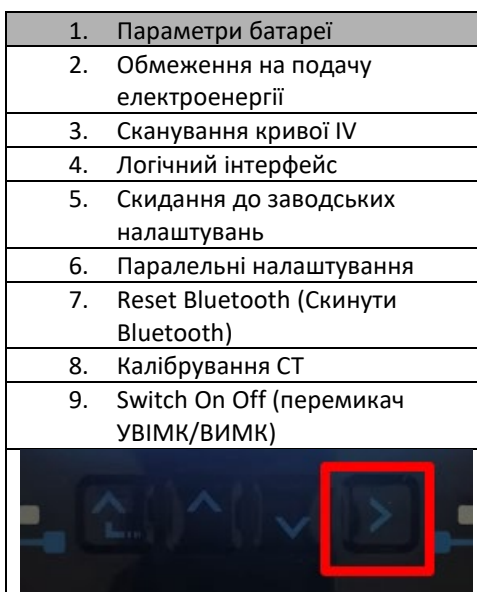 1. Параметри батареї
2. Обмеження на подачу
електроенергії
3. Сканування кривої IV
4. Логічний інтерфейс
5. Скидання до заводських
налаштувань
6. Паралельні налаштування
7. Reset Bluetooth (Скинути
Bluetooth)
8. Калібрування СТ
9. Switch On Off (перемикач
УВІМК/ВИМК)